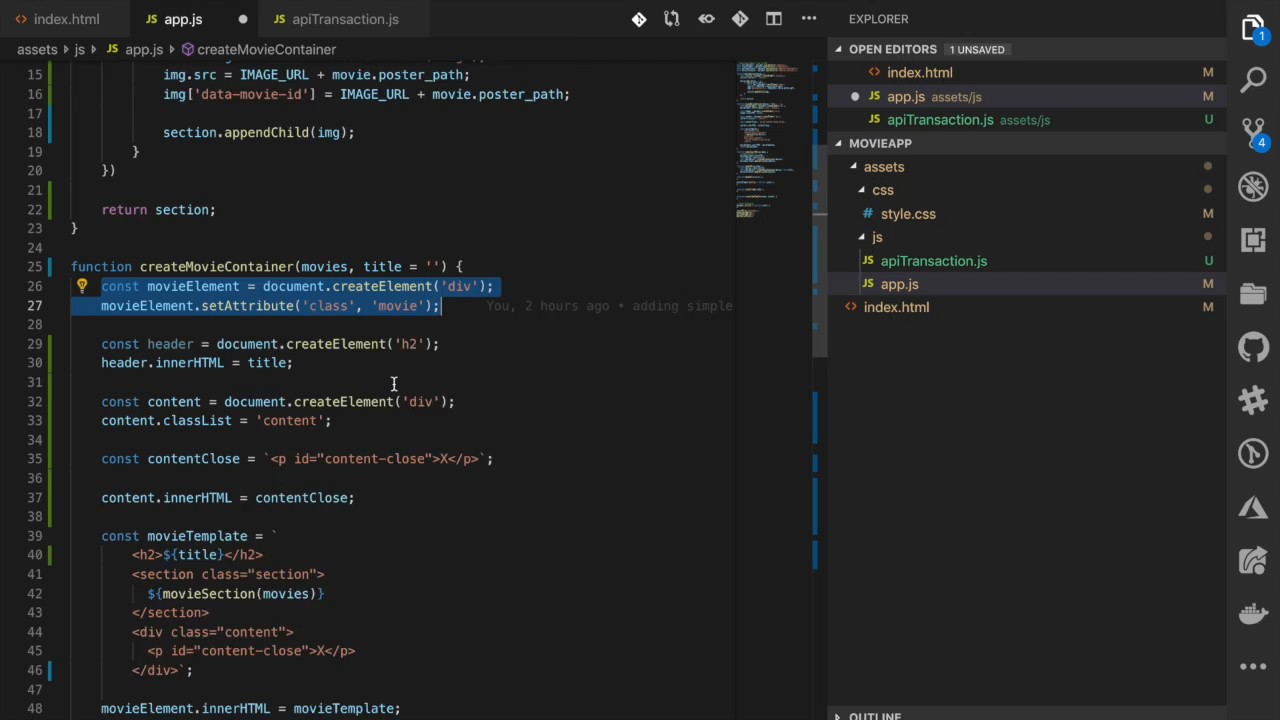 index.html
app.js
apiTransaction.js
EXPLORER
assets
js
app.js
createMovieContainer
15 img.src = IMAGE_URL + movie.poster_path;
16 img['data-movie-id'] = IMAGE_URL + movie.poster_path;
17
18 section.appendChild(img);
19 }
20 })
21
22 return section;
23 }
24
25 function createMovieContainer(movies, title = '') {
26 const movieElement = document.createElement('div');
27 movieElement.setAttribute('class', 'movie');
You, 2 hours ago • adding simple
28
29 const header = document.createElement('h2');
30 header.innerHTML = title;
31
32 const content = document.createElement('div');
33 content.classList = 'content';
34
35 const contentClose = `<p id="content-close">X</p>`;
36
37 content.innerHTML = contentClose;
38
39 const movieTemplate = `
40 <h2>${title}</h2>
41 <section class="section">
42 ${movieSection(movies)}
43 </section>
44 <div class="content">
45 <p id="content-close">X</p>
46 </div>`;
47
48 movieElement.innerHTML = movieTemplate;
OPEN EDITORS 1 UNSAVED
index.html M
JS app.js assets/js M
JS apiTransaction.js assets/js U
MOVIEAPP
assets
css
# style.css M
js
JS apiTransaction.js U
JS app.js M
index.html M
OUTLINE
1
4